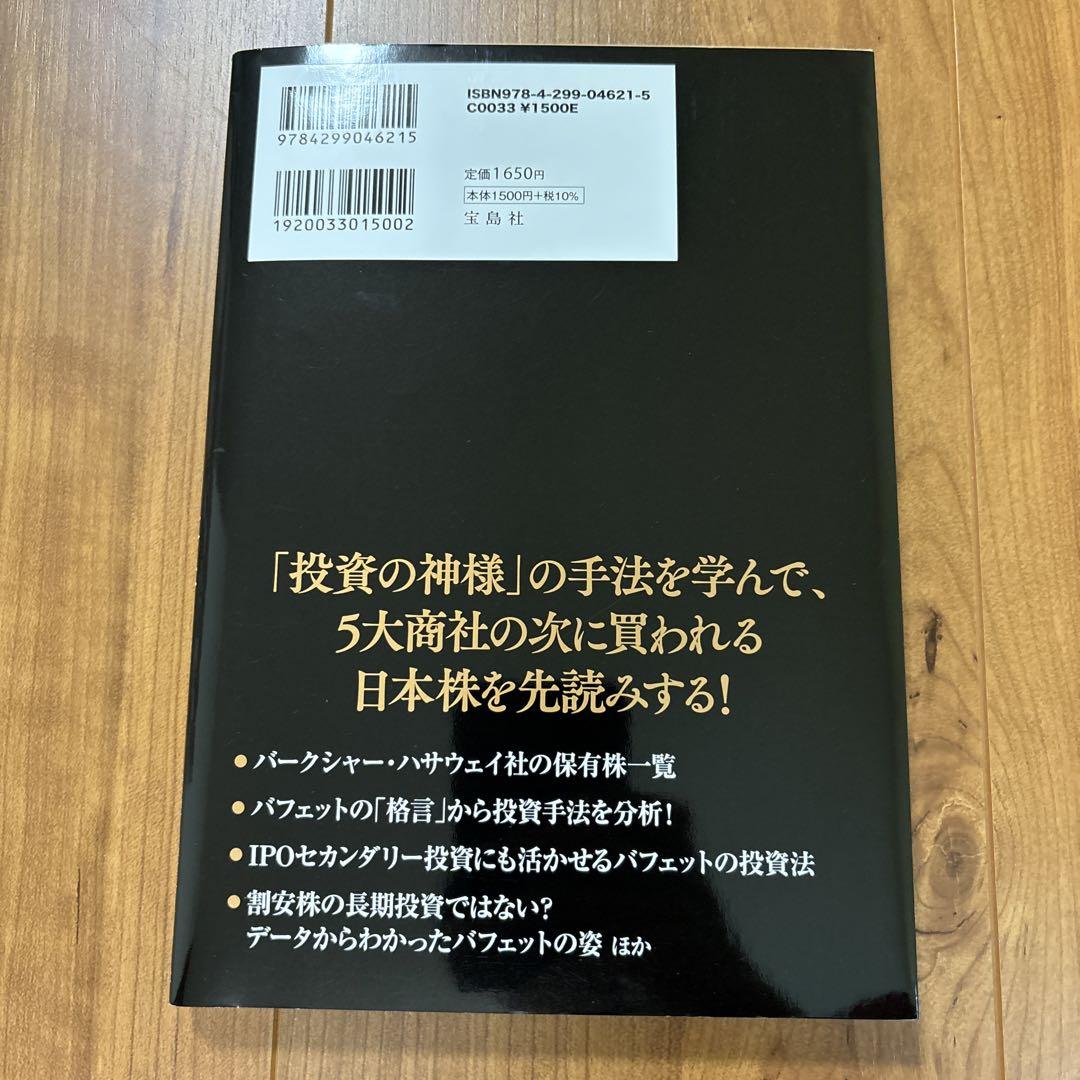 ISBN978-4-299-04621-5
C0033 ¥1500E
9784299046215
定価1650円
本体1500円+税10%
1920033015002
宝島社
「投資の神様」の手法を学んで、
5大商社の次に買われる
日本株を先読みする!
• バークシャー・ハサウェイ社の保有株一覧
• バフェットの「格言」から投資手法を分析!
• IPOセカンダリー投資にも活かせるバフェットの投資法
• 割安株の長期投資ではない?
データからわかったバフェットの姿 ほか